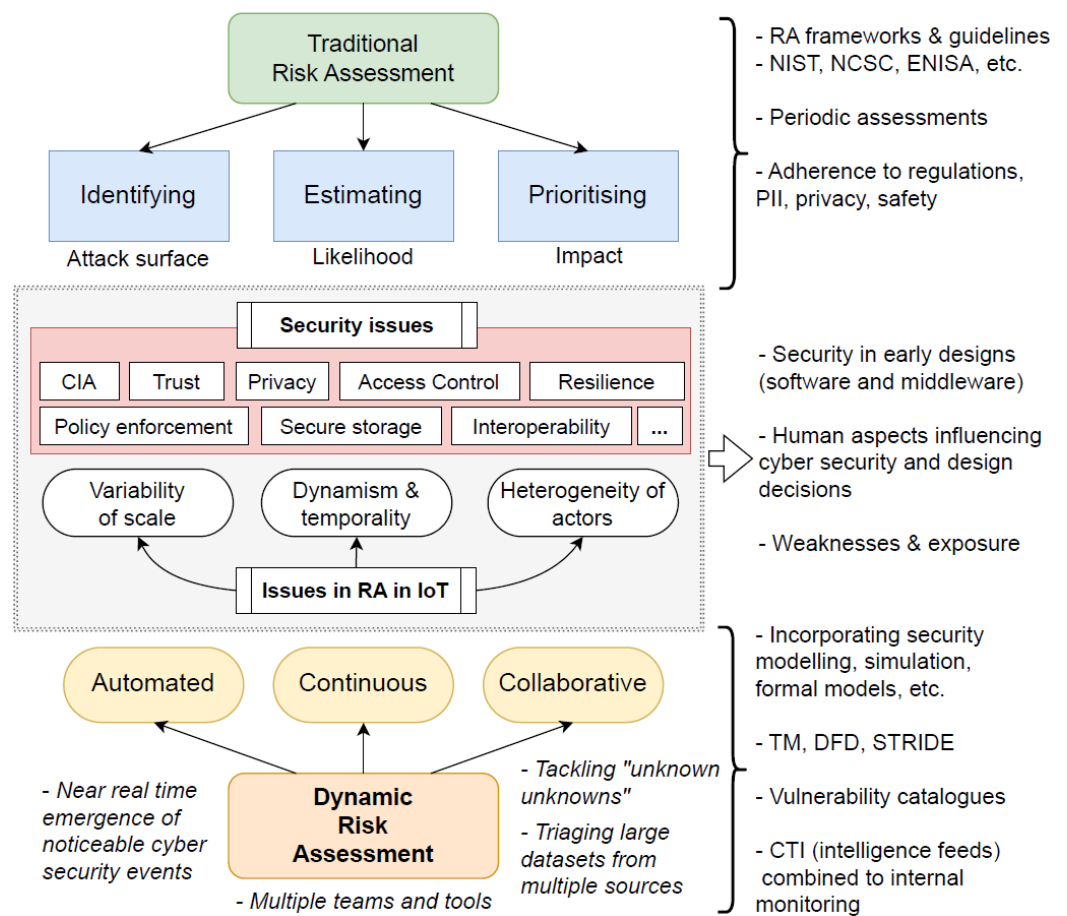 Traditional
Risk Assessment
Identifying
Estimating
Prioritising
Attack surface
Likelihood
Impact
- RA frameworks & guidelines
- NIST, NCSC, ENISA, etc.
- Periodic assessments
- Adherence to regulations,
PII, privacy, safety
Security issues
CIA
Trust
Privacy
Access Control
Resilience
Policy enforcement
Secure storage
Interoperability
...
Variability
of scale
Dynamism &
temporality
Heterogeneity of
actors
Issues in RA in IoT
- Security in early designs
(software and middleware)
- Human aspects influencing
cyber security and design
decisions
- Weaknesses & exposure
Automated
Continuous
Collaborative
- Near real time
emergence of
noticeable cyber
security events
Dynamic
Risk
Assessment
- Multiple teams and tools
- Tackling "unknown
unknowns"
- Triaging large
datasets from
multiple sources
- Incorporating security
modelling, simulation,
formal models, etc.
- TM, DFD, STRIDE
- Vulnerability catalogues
- CTI (intelligence feeds)
combined to internal
monitoring